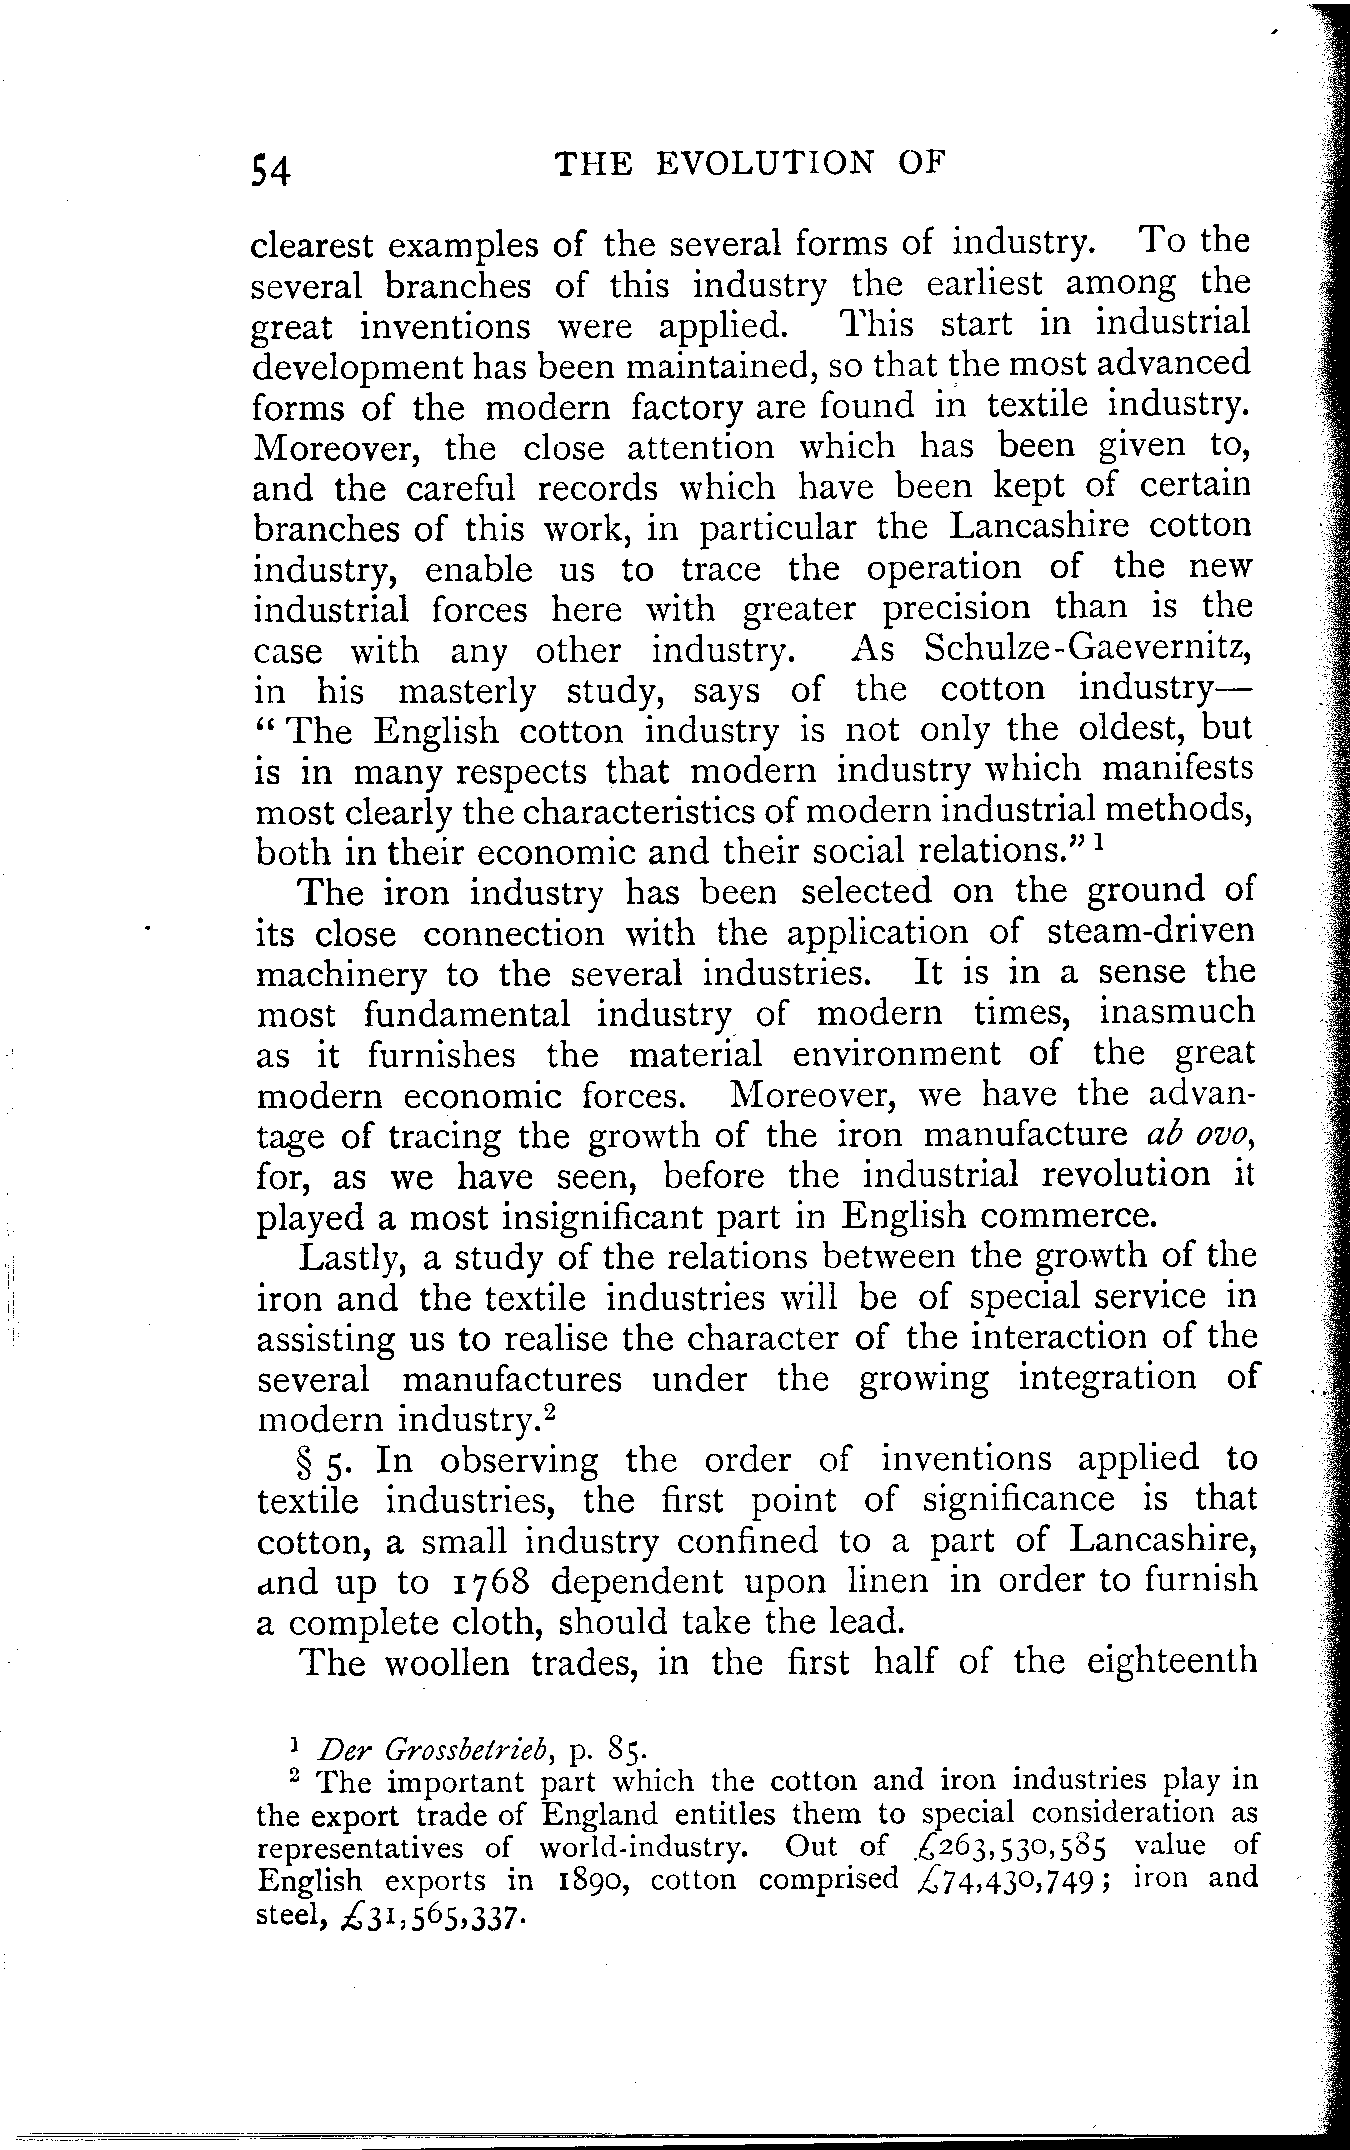 54 THE EVOLUTION OF
clearest examples of the several forms of industry. To the
several branches of this industry the earliest among the
great inventions were applied. This start in industrial
development has been maintained, so that the most advanced
forms of the modern factory are found in textile industry.
Moreover, the close attention which has been given to,
and the careful records which have been kept of certain
branches of this work, in particular the Lancashire cotton
industry, enable us to trace the operation of the new
industrial forces here with greater precision than is the
case with any other industry. As Schulze-Gaevernitz,
in his masterly study, says of the cotton industry—
“ The English cotton industry is not only the oldest, but
is in many respects that modern industry which manifests
most clearly the characteristics of modern industrial methods,
both in their economic and their social relations.” ¹
The iron industry has been selected on the ground of
its close connection with the application of steam-driven
machinery to the several industries. It is in a sense the
most fundamental industry of modern times, inasmuch
as it furnishes the material environment of the great
modern economic forces. Moreover, we have the advan-
tage of tracing the growth of the iron manufacture ab ovo,
for, as we have seen, before the industrial revolution it
played a most insignificant part in English commerce.
Lastly, a study of the relations between the growth of the
iron and the textile industries will be of special service in
assisting us to realise the character of the interaction of the
several manufactures under the growing integration of
modern industry.²
§ 5. In observing the order of inventions applied to
textile industries, the first point of significance is that
cotton, a small industry confined to a part of Lancashire,
and up to 1768 dependent upon linen in order to furnish
a complete cloth, should take the lead.
The woollen trades, in the first half of the eighteenth
¹ Der Grossbetrieb, p. 85.
² The important part which the cotton and iron industries play in
the export trade of England entitles them to special consideration as
representatives of world-industry. Out of £263,530,585 value of
English exports in 1890, cotton comprised £74,430,749; iron and
steel, £31,565,337.